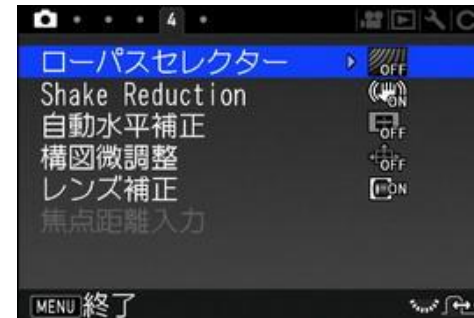 4 C
ローパスセレクター OFF
Shake Reduction ON
自動水平補正 OFF
構図微調整 OFF
レンズ補正 ON
焦点距離入力
MENU 終了